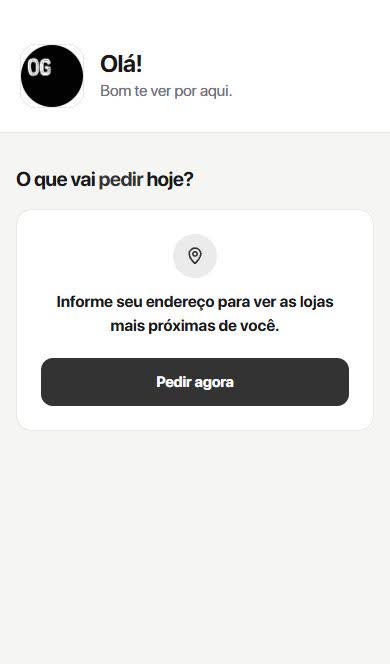 OG
Olá!
Bom te ver por aqui.
O que vai pedir hoje?
Informe seu endereço para ver as lojas
mais próximas de você.
Pedir agora